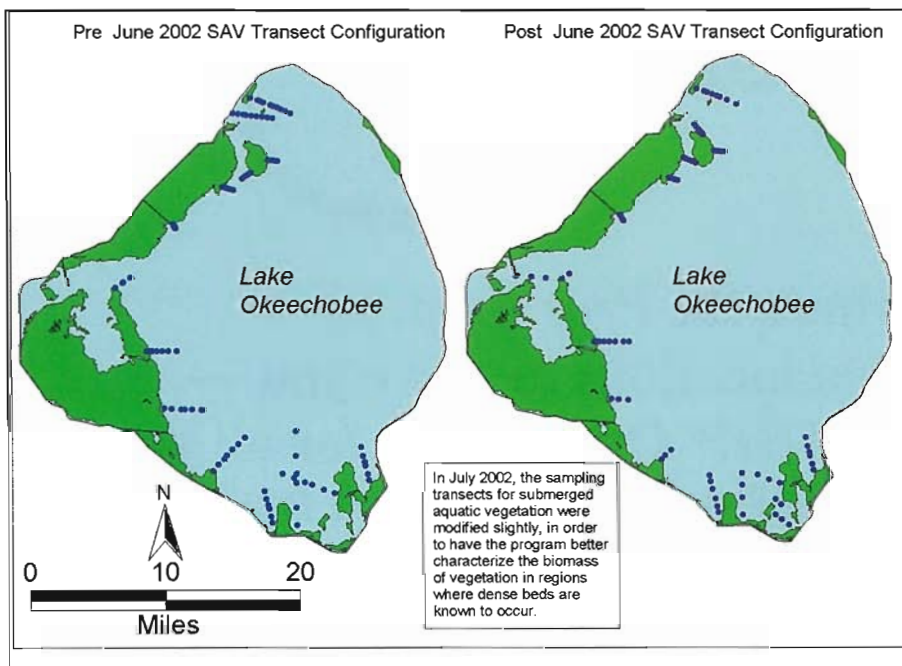 Pre June 2002 SAV Transect Configuration
Post June 2002 SAV Transect Configuration
Lake
Okeechobee
Lake
Okeechobee
In July 2002, the sampling
transects for submerged
aquatic vegetation were
modified slightly, in order
to have the program better
characterize the biomass
of vegetation in regions
where dense beds are
known to occur.
N
0 10 20
Miles